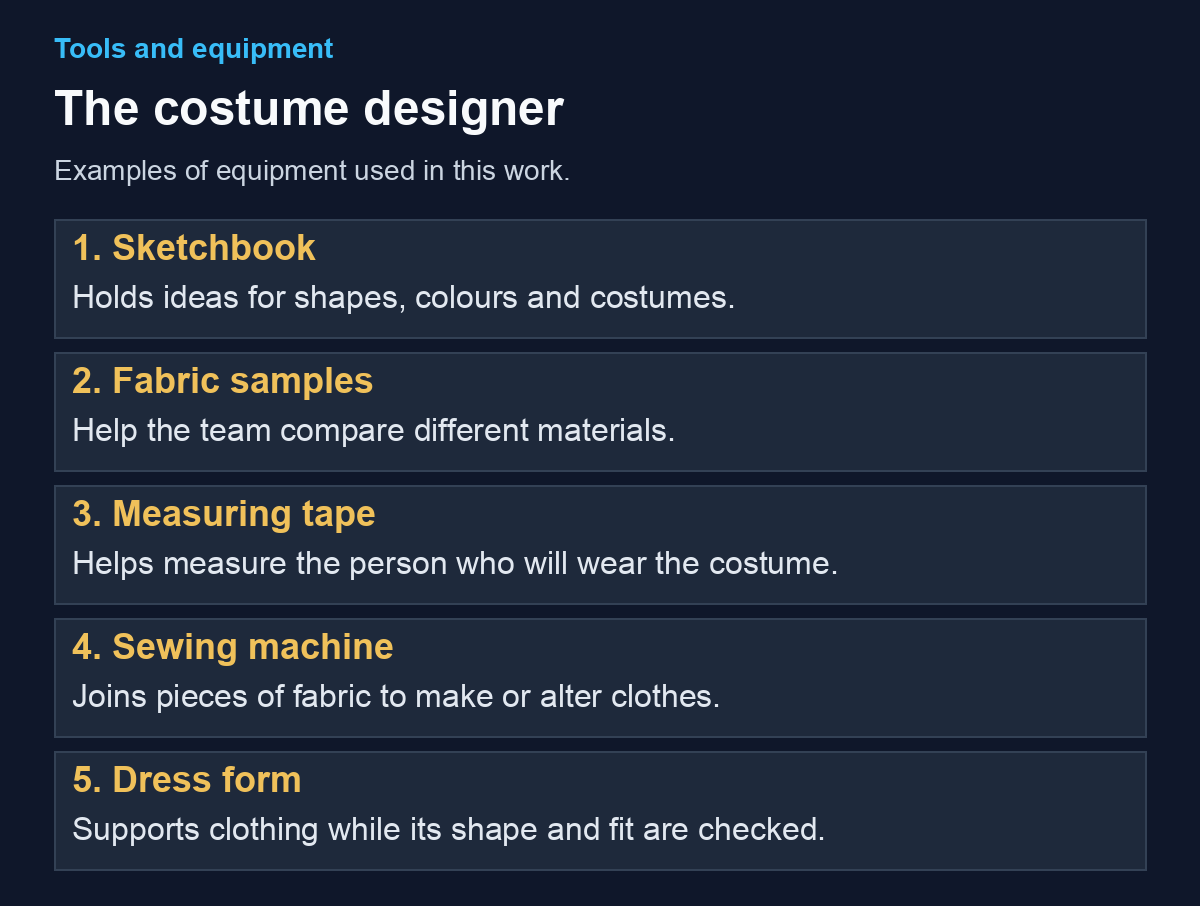 Tools and equipment
The costume designer
Examples of equipment used in this work.
1. Sketchbook
Holds ideas for shapes, colours and costumes.
2. Fabric samples
Help the team compare different materials.
3. Measuring tape
Helps measure the person who will wear the costume.
4. Sewing machine
Joins pieces of fabric to make or alter clothes.
5. Dress form
Supports clothing while its shape and fit are checked.